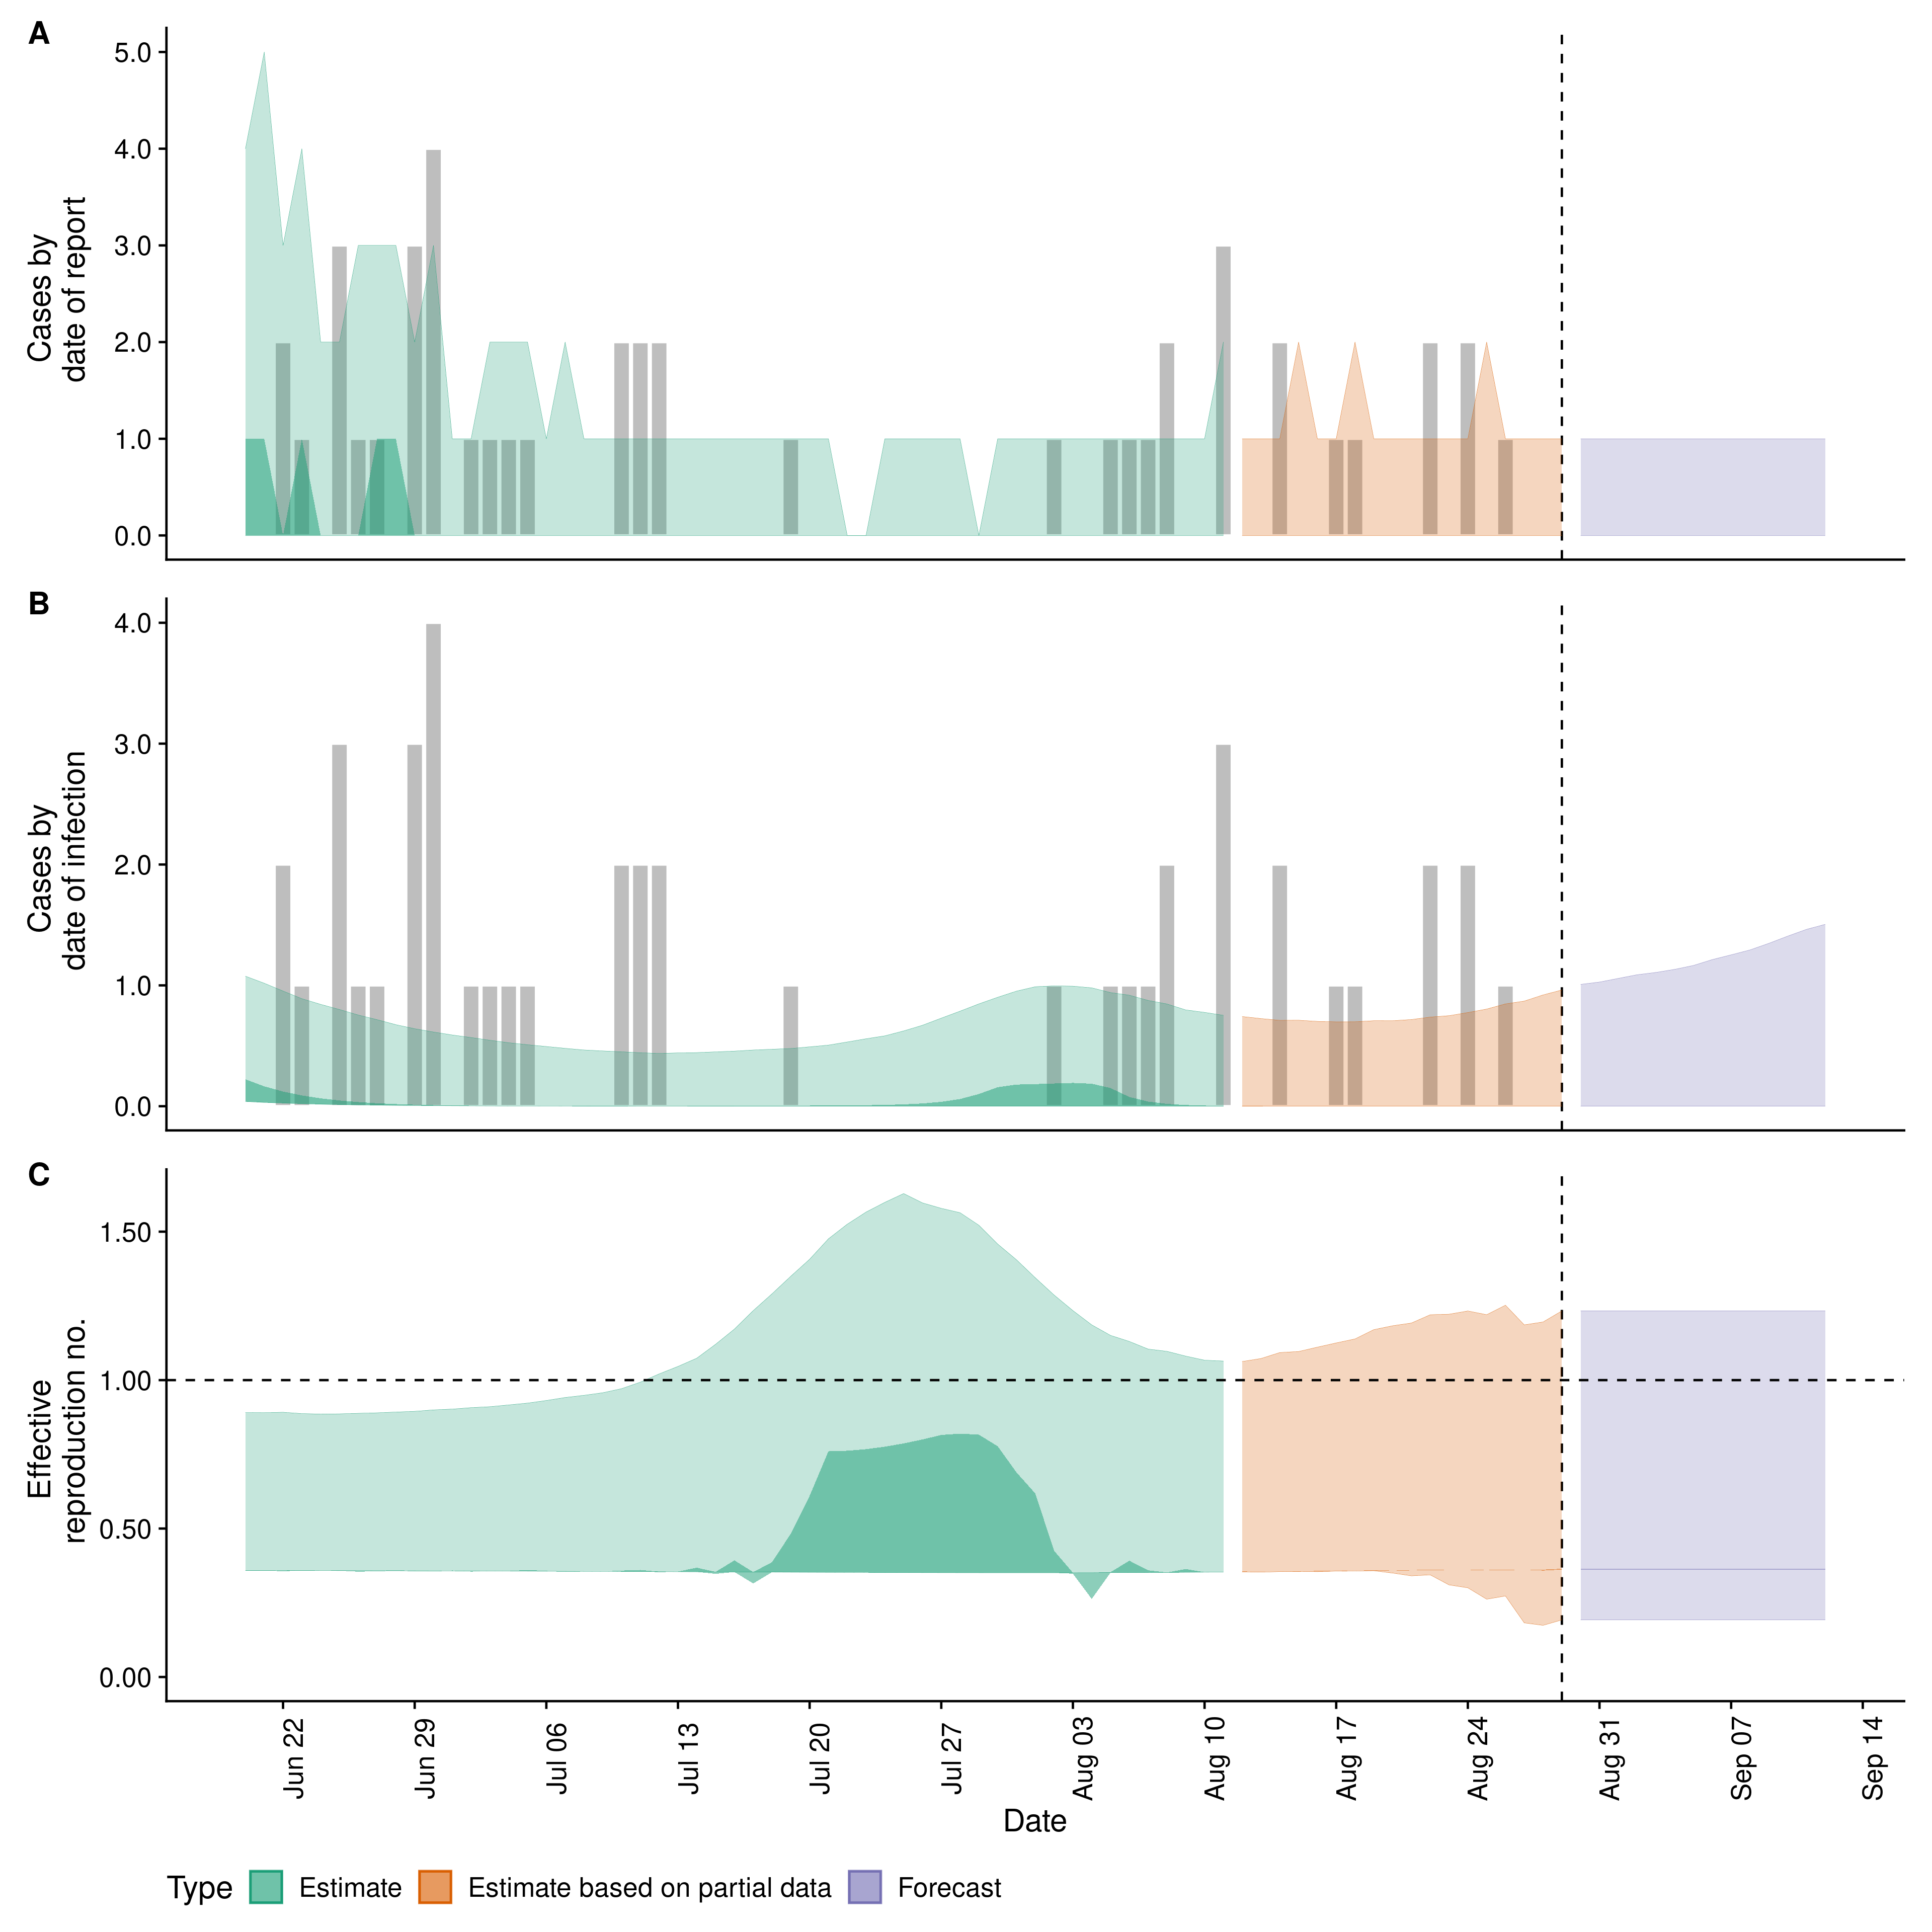 A
Cases by
date of report
5.0
4.0
3.0
2.0
1.0
0.0
B
Cases by
date of infection
4.0
3.0
2.0
1.0
0.0
C
Effective
reproduction no.
1.50
1.00
0.50
0.00
Jun 22
Jun 29
Jul 06
Jul 13
Jul 20
Jul 27
Aug 03
Aug 10
Aug 17
Aug 24
Aug 31
Sep 07
Sep 14
Date
Type Estimate Estimate based on partial data Forecast